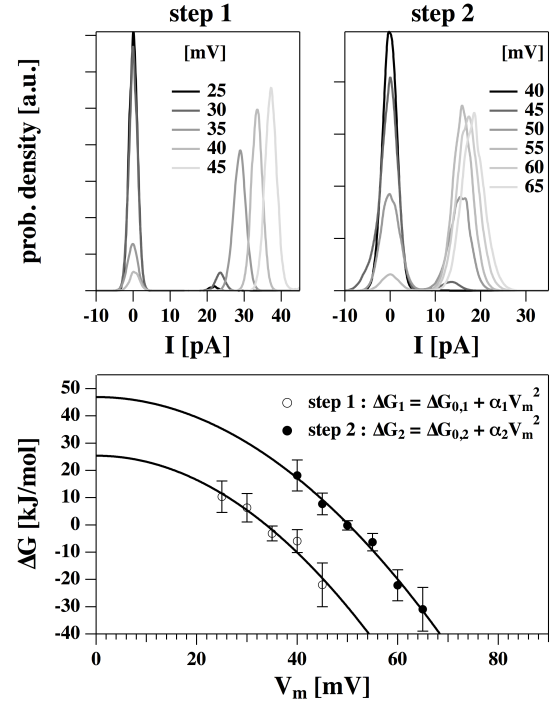 step 1
step 2
prob. density [a.u.]
[mV]
25
30
35
40
45
[mV]
40
45
50
55
60
65
-10 0 10 20 30 40
-10 0 10 20 30
I [pA]
I [pA]
ΔG [kJ/mol]
50
40
30
20
10
0
-10
-20
-30
-40
step 1 : ΔG₁ = ΔG₀,₁ + α₁Vₘ²
step 2 : ΔG₂ = ΔG₀,₂ + α₂Vₘ²
0 20 40 60 80
Vₘ [mV]